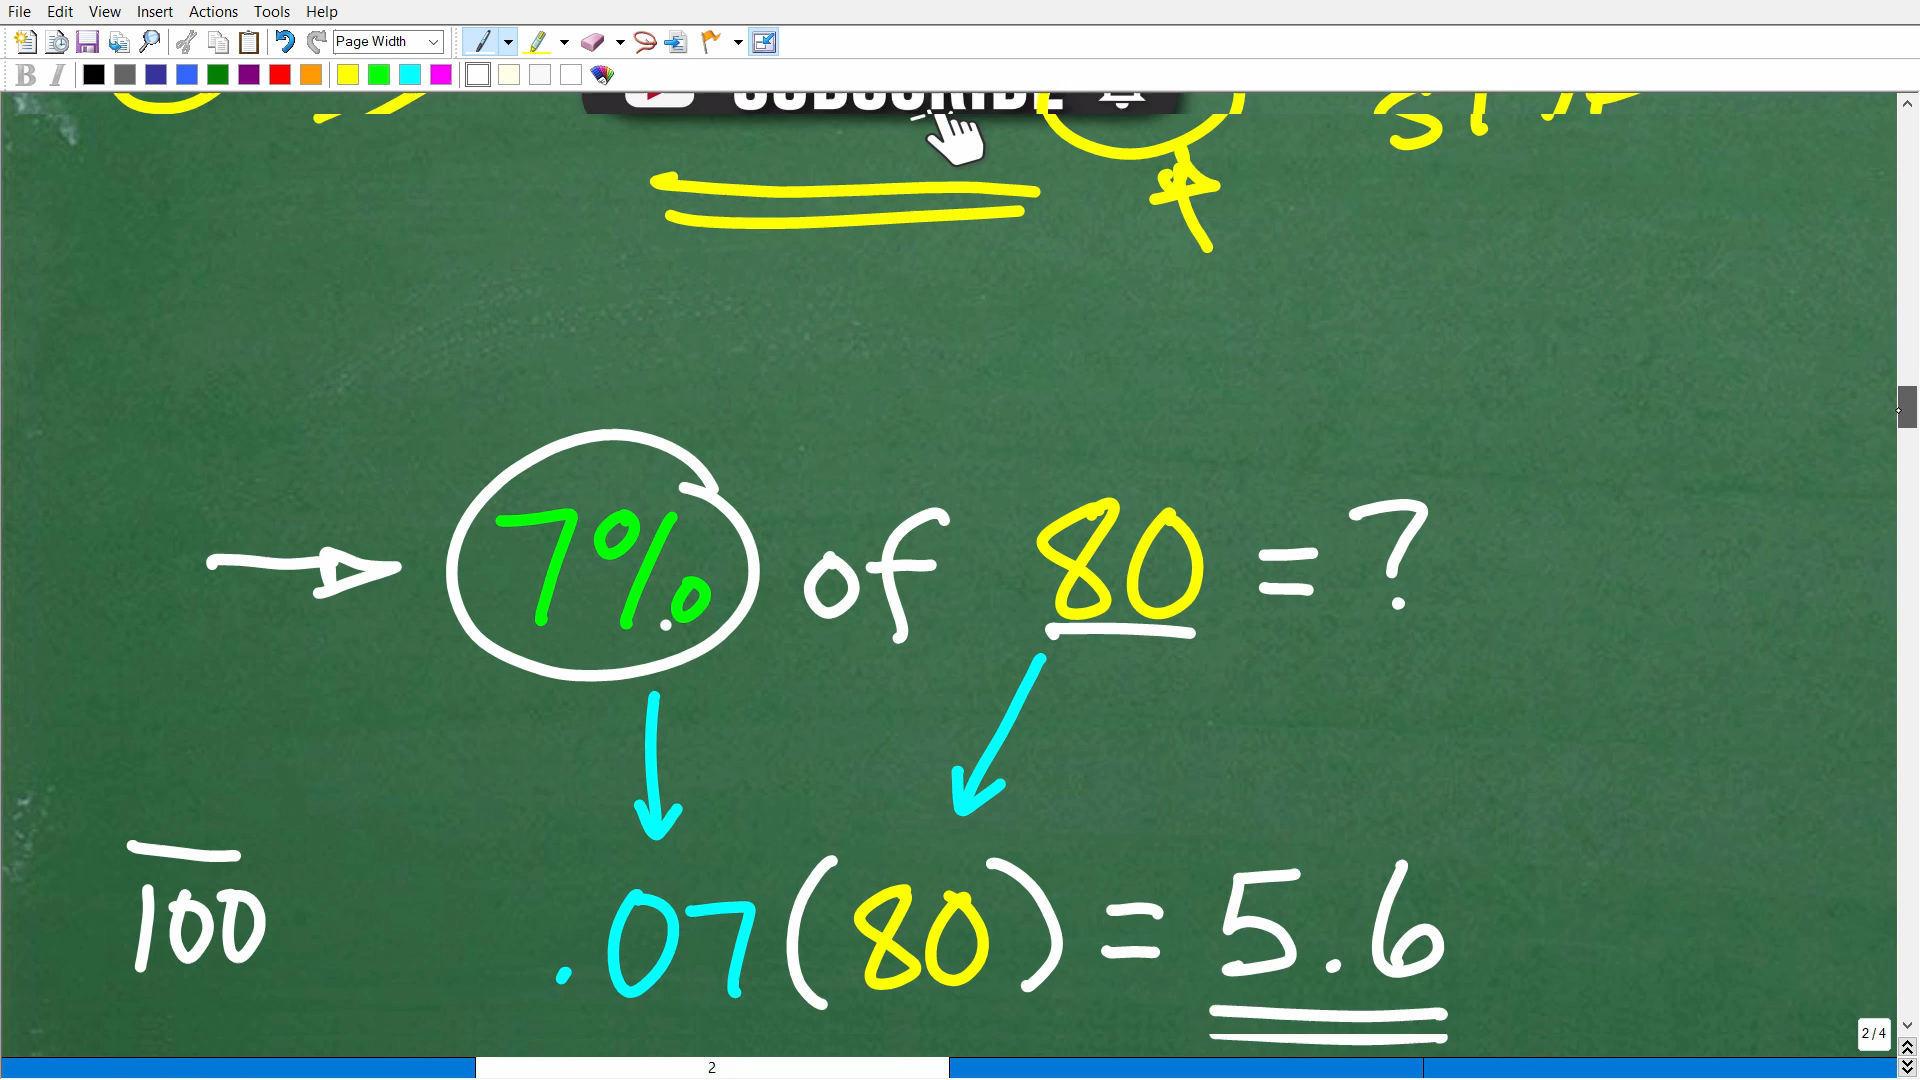 File Edit View Insert Actions Tools Help
Page Width
B I
SUBSCRIBE
7% of 80 = ?
100
.07(80) = 5.6
2 / 4
2